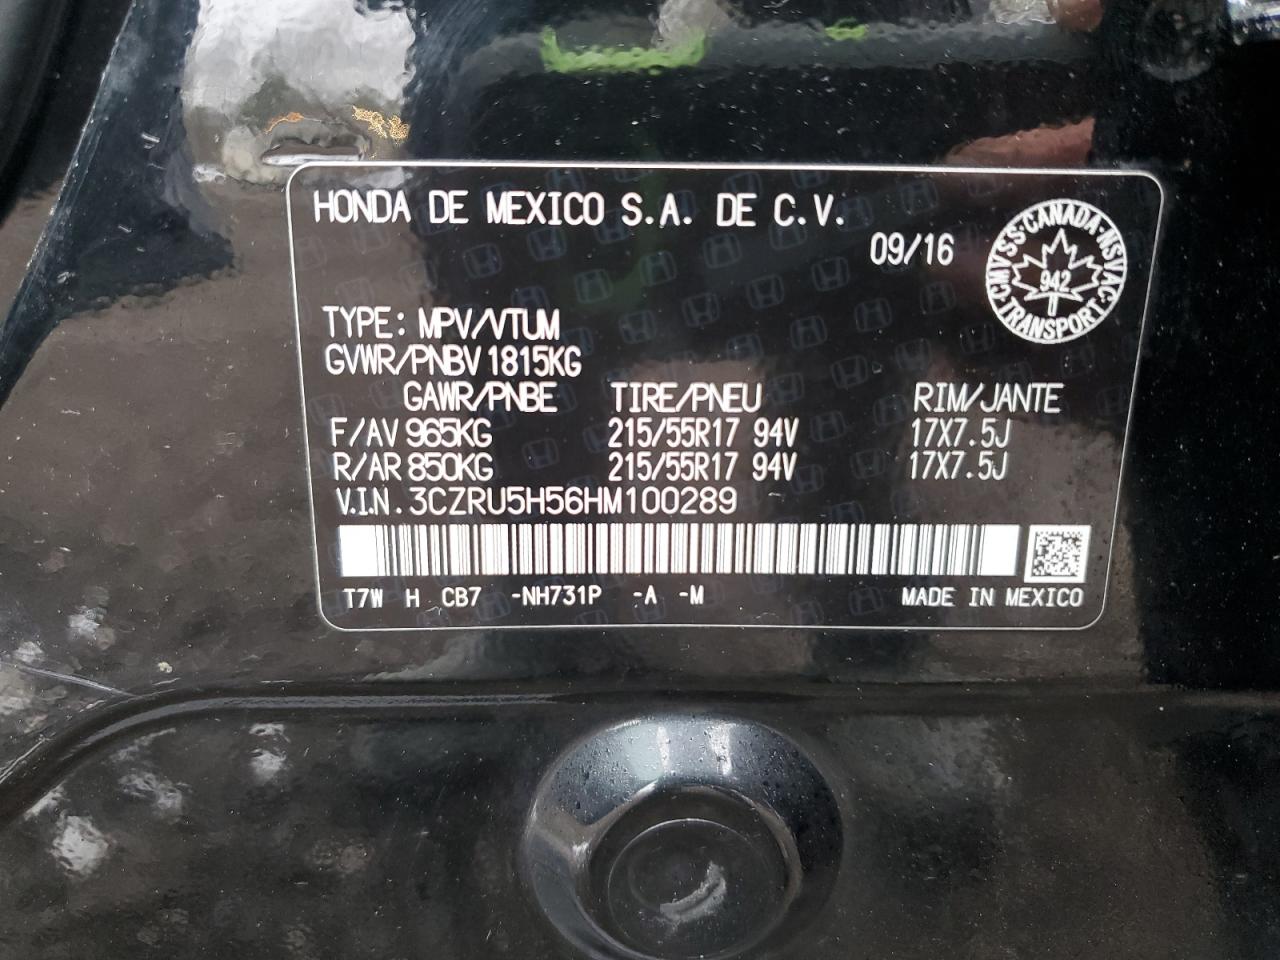 HONDA DE MEXICO S.A. DE C.V.
09/16
CMVSS·CANADA·NSVAC·TRANSPORT·
942
TYPE: MPV/VTUM
GVWR/PNBV 1815KG
GAWR/PNBE TIRE/PNEU RIM/JANTE
F/AV 965KG 215/55R17 94V 17X7.5J
R/AR 850KG 215/55R17 94V 17X7.5J
V.I.N. 3CZRU5H56HM100289
T7W H CB7 -NH731P -A -M MADE IN MEXICO